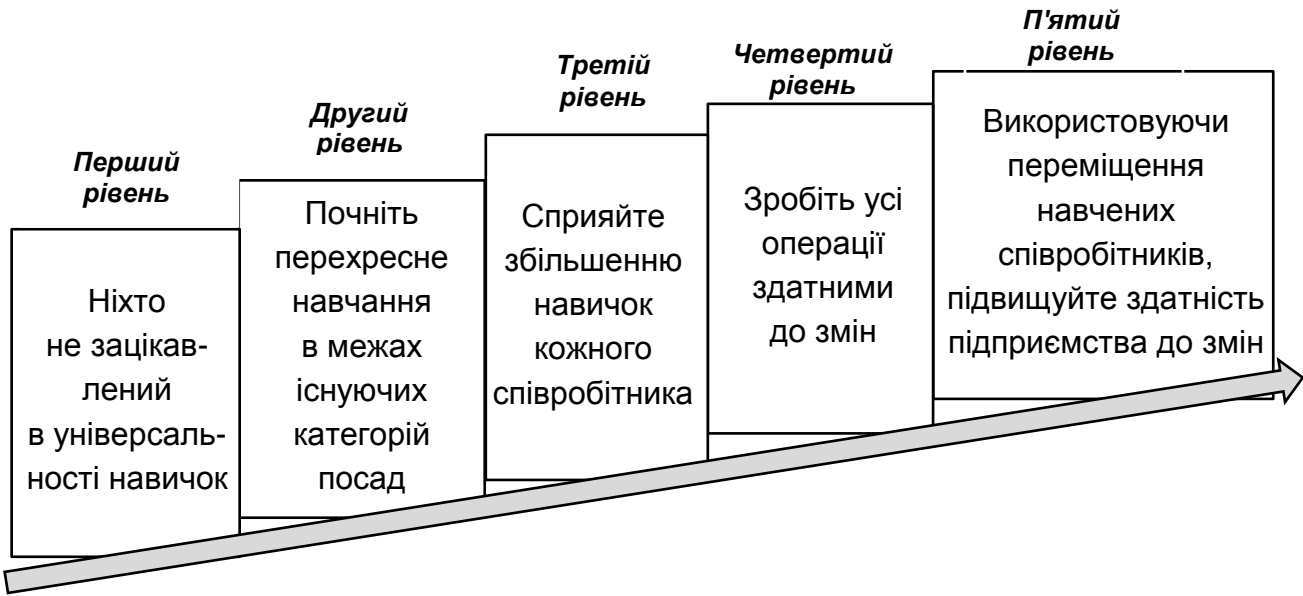 Перший
рівень
Ніхто
не зацікав-
лений
в універсаль-
ності навичок
Другий
рівень
Почніть
перехресне
навчання
в межах
існуючих
категорій
посад
Третій
рівень
Сприяйте
збільшенню
навичок
кожного
співробітника
Четвертий
рівень
Зробіть усі
операції
здатними
до змін
П'ятий
рівень
Використовуючи
переміщення
навчених
співробітників,
підвищуйте здатність
підприємства до змін